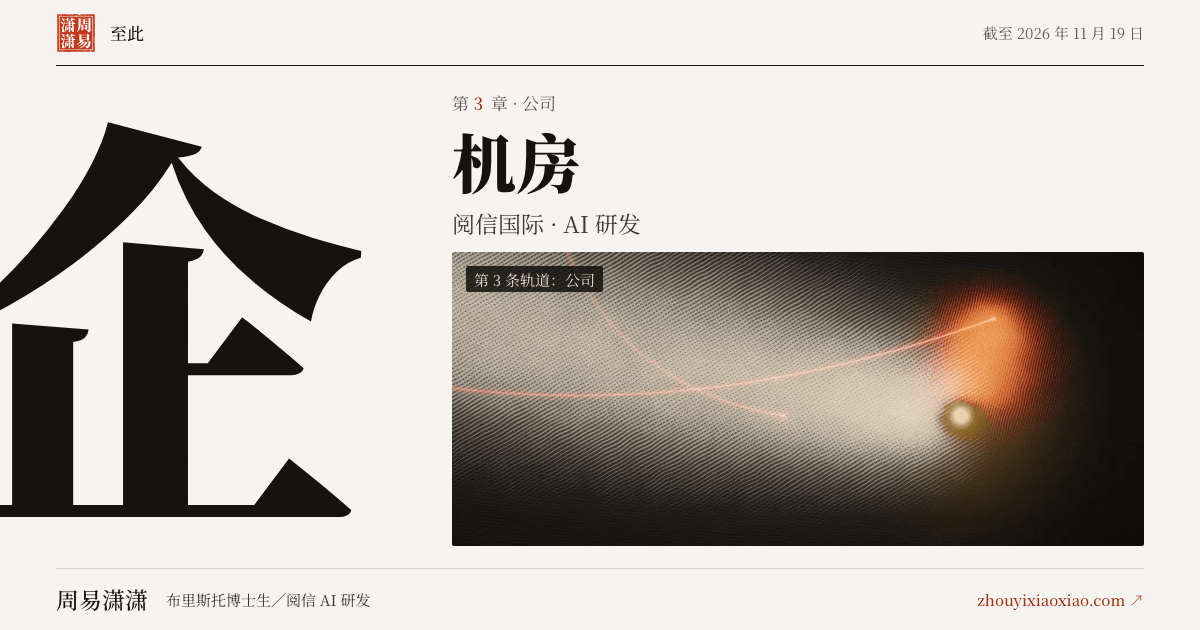 周易潇潇
至此
截至 2026 年 11 月 19 日
企
第 3 章 · 公司
机房
阅信国际 · AI 研发
第 3 条轨道：公司
周易潇潇
布里斯托博士生／阅信 AI 研发
zhouyixiaoxiao.com ↗